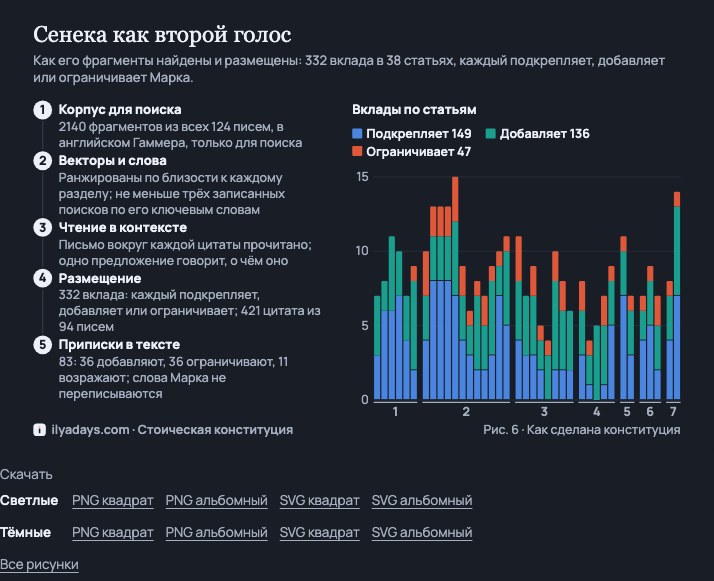 Сенека как второй голос
Как его фрагменты найдены и размещены: 332 вклада в 38 статьях, каждый подкрепляет, добавляет
или ограничивает Марка.
1 Корпус для поиска
2140 фрагментов из всех 124 писем, в
английском Гаммера, только для поиска
2 Векторы и слова
Ранжированы по близости к каждому
разделу; не меньше трёх записанных
поисков по его ключевым словам
3 Чтение в контексте
Письмо вокруг каждой цитаты прочитано;
одно предложение говорит, о чём оно
4 Размещение
332 вклада: каждый подкрепляет,
добавляет или ограничивает; 421 цитата из
94 писем
5 Приписки в тексте
83: 36 добавляют, 36 ограничивают, 11
возражают; слова Марка не
переписываются
Вклады по статьям
Подкрепляет 149 Добавляет 136
Ограничивает 47
15
10
5
0
1 2 3 4 5 6 7
ilyadays.com · Стоическая конституция
Рис. 6 · Как сделана конституция
Скачать
Светлые PNG квадрат PNG альбомный SVG квадрат SVG альбомный
Тёмные PNG квадрат PNG альбомный SVG квадрат SVG альбомный
Все рисунки